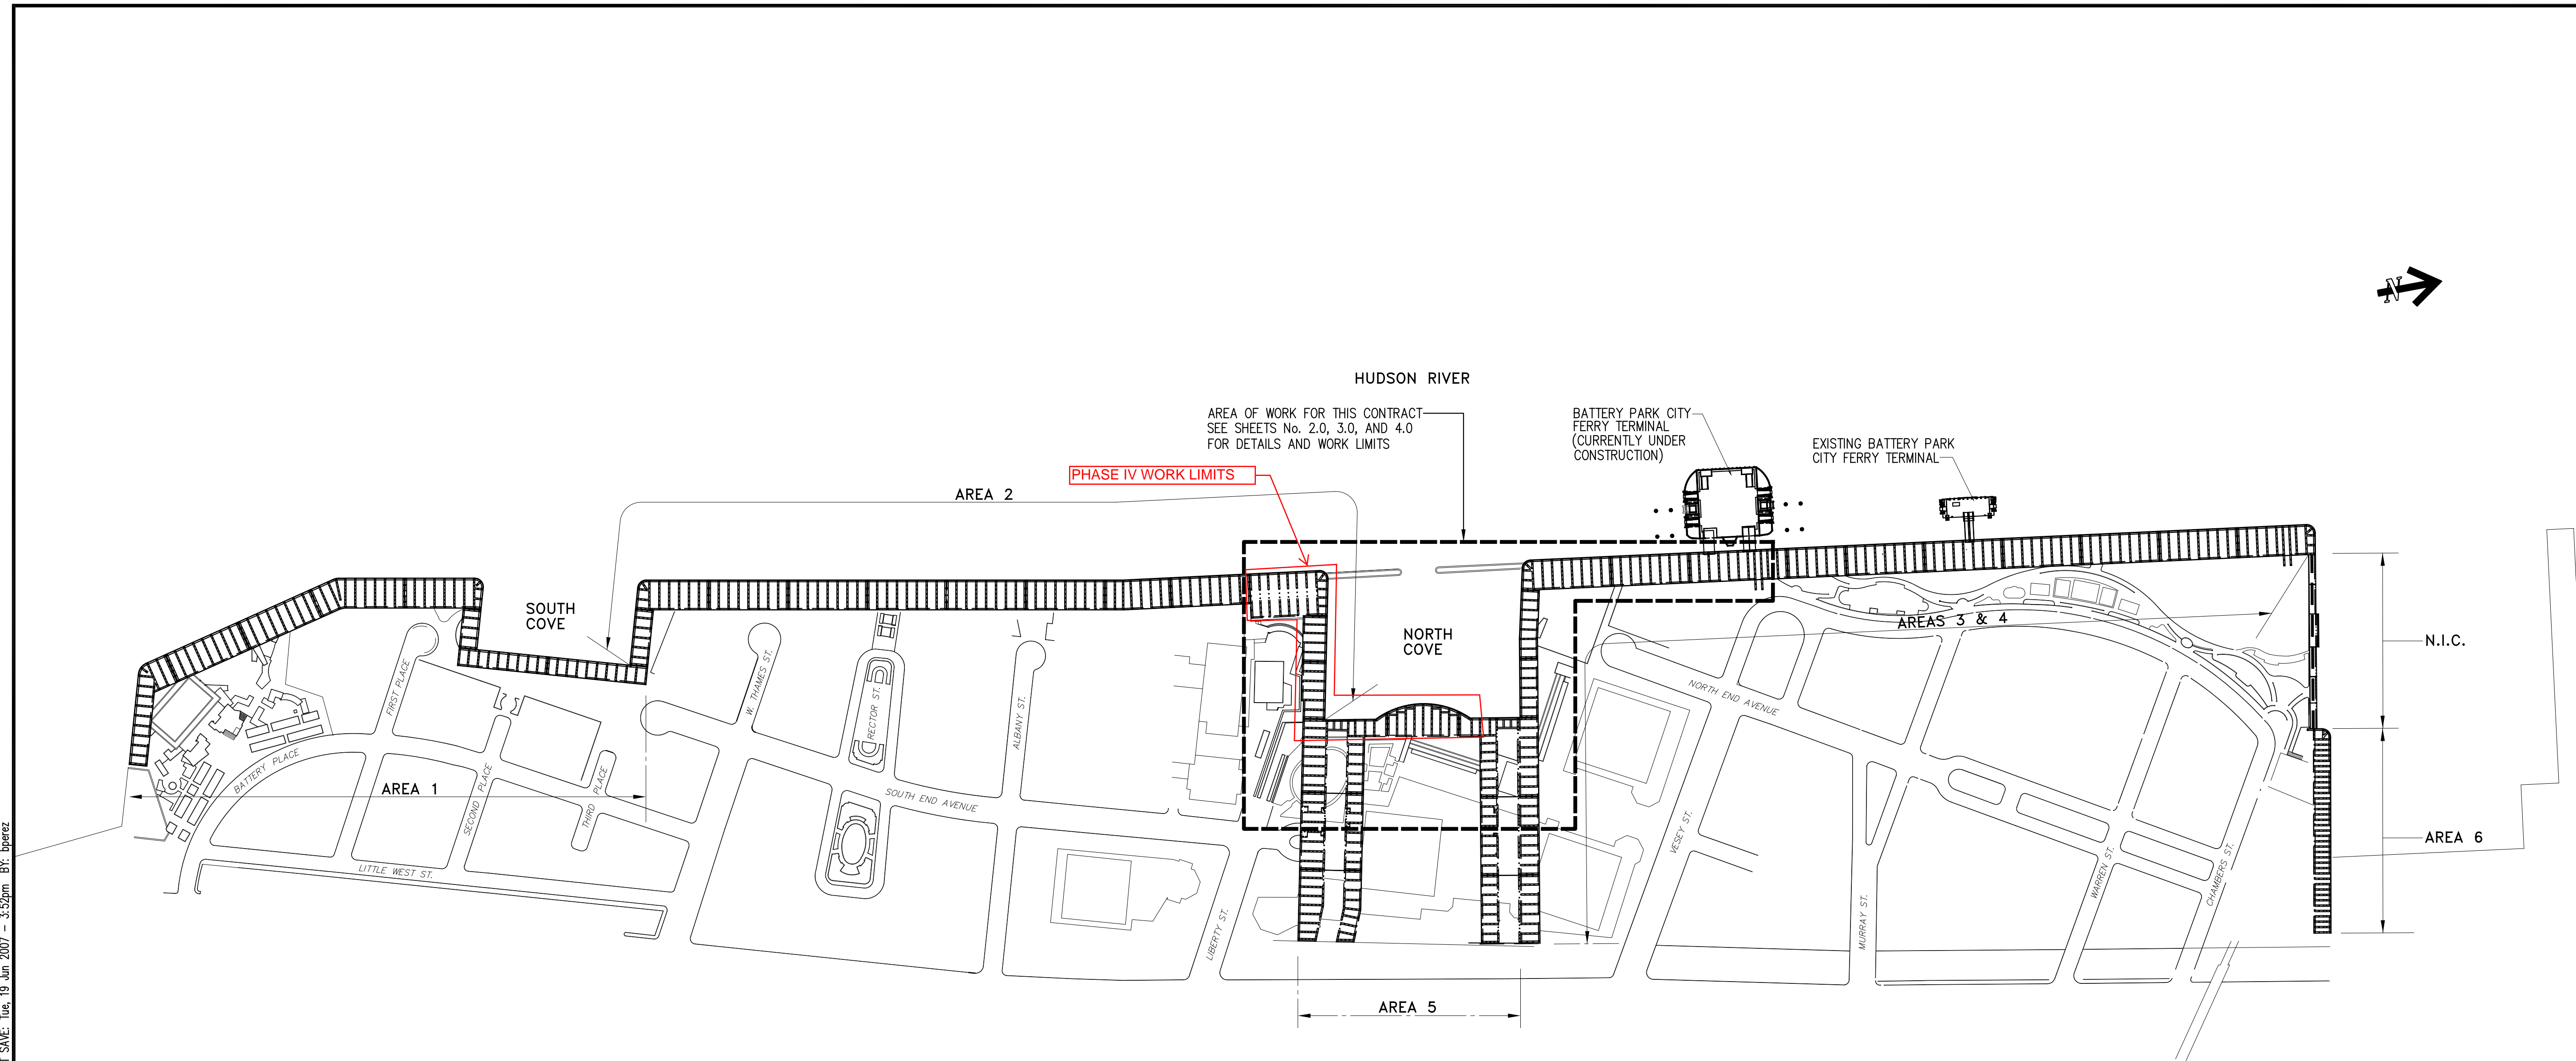 HUDSON RIVER
AREA OF WORK FOR THIS CONTRACT
SEE SHEETS No. 2.0, 3.0, AND 4.0
FOR DETAILS AND WORK LIMITS
BATTERY PARK CITY
FERRY TERMINAL
(CURRENTLY UNDER
CONSTRUCTION)
EXISTING BATTERY PARK
CITY FERRY TERMINAL
PHASE IV WORK LIMITS
N
AREA 2
SOUTH
COVE
NORTH
COVE
AREAS 3 & 4
N.I.C.
FIRST PLACE
W. THAMES ST.
RECTOR ST.
ALBANY ST.
NORTH END AVENUE
BATTERY PLACE
AREA 1
SECOND PLACE
THIRD PLACE
SOUTH END AVENUE
LITTLE WEST ST.
LIBERTY ST.
VESEY ST.
MURRAY ST.
WARREN ST.
CHAMBERS ST.
AREA 6
AREA 5
T SAVE: Tue, 19 Jun 2007 - 3:52pm BY: bperez